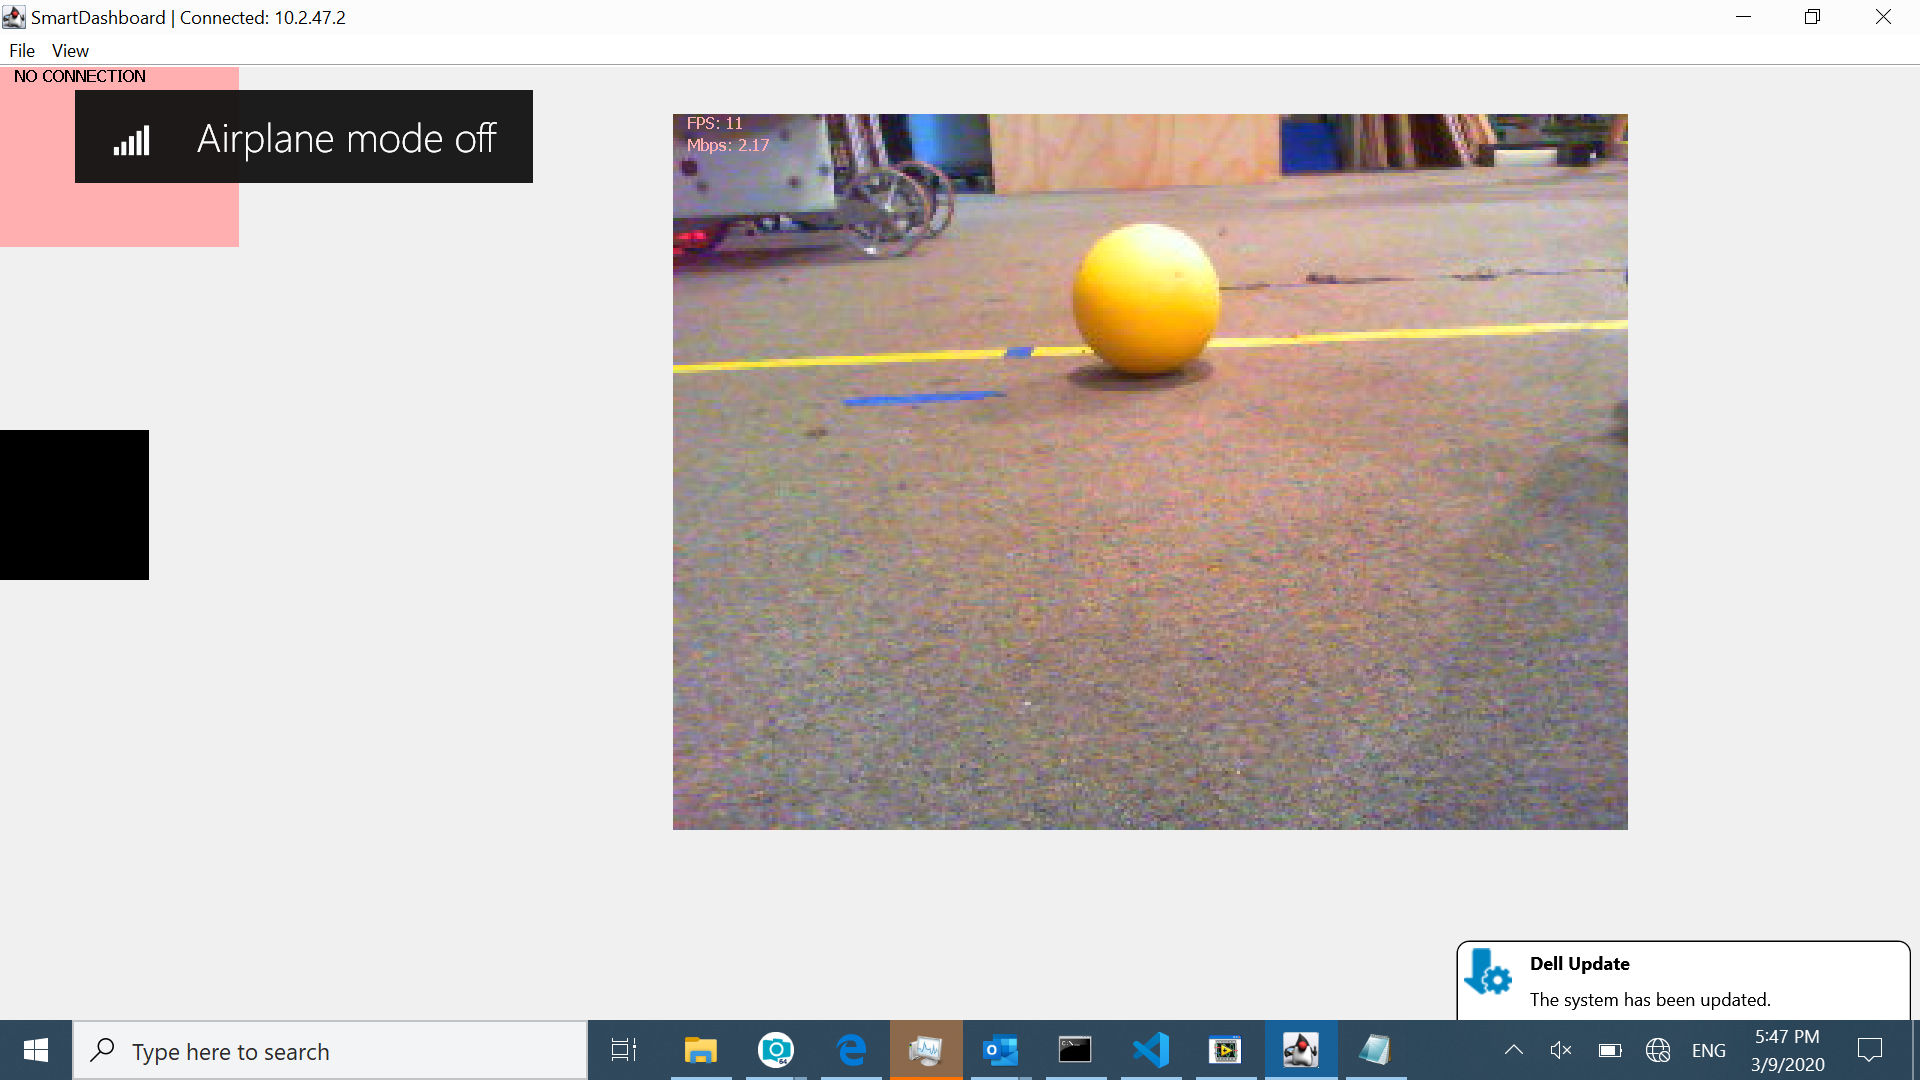 SmartDashboard | Connected: 10.2.47.2
File View
NO CONNECTION
Airplane mode off
FPS: 11
Mbps: 2.17
Dell Update
The system has been updated.
Type here to search
ENG
5:47 PM
3/9/2020